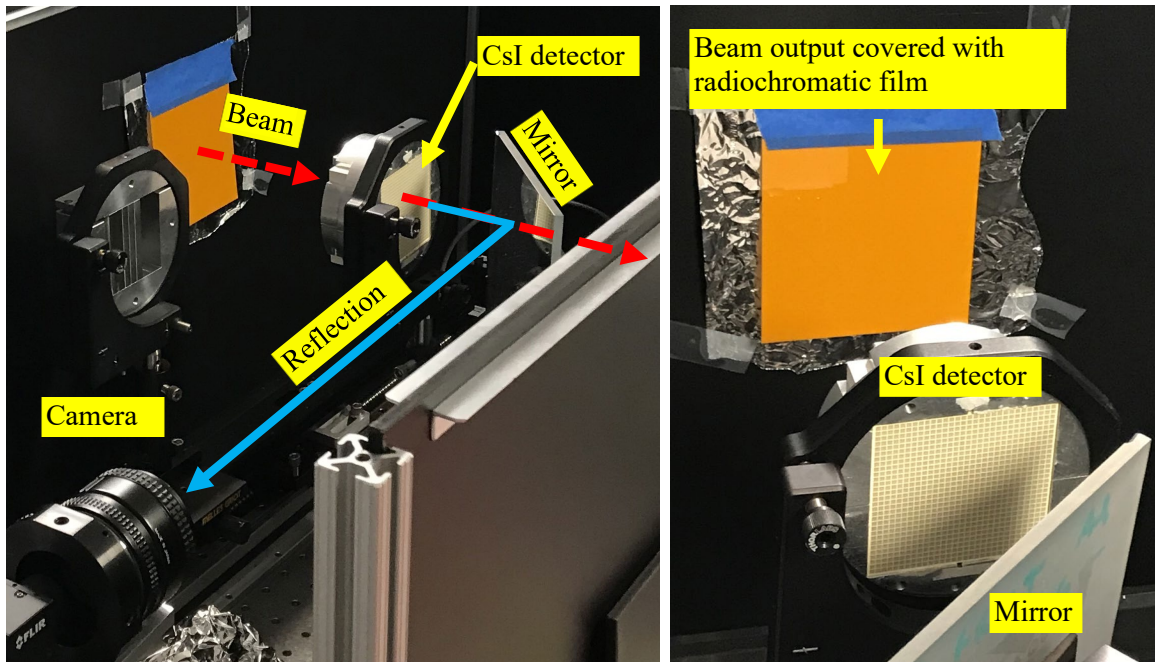 CsI detector
Beam
Mirror
Reflection
Camera
FLIR
Beam output covered with
radiochromatic film
CsI detector
Mirror